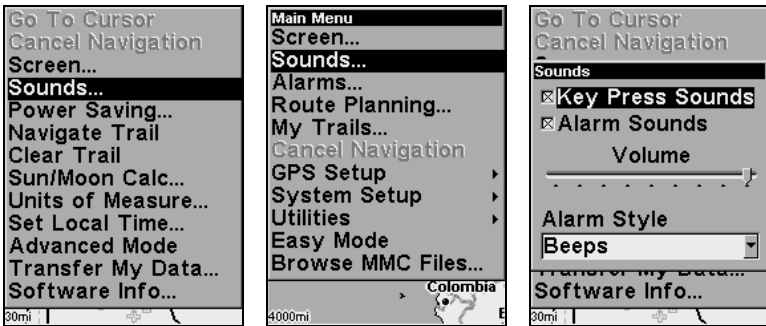 Go To Cursor
Cancel Navigation
Screen...
Sounds...
Power Saving...
Navigate Trail
Clear Trail
Sun/Moon Calc...
Units of Measure...
Set Local Time...
Advanced Mode
Transfer My Data...
Software Info...
30mi
Main Menu
Screen...
Sounds...
Alarms...
Route Planning...
My Trails...
Cancel Navigation
GPS Setup
System Setup
Utilities
Easy Mode
Browse MMC Files...
Colombia
4000mi
E
Go To Cursor
Cancel Navigation
Sounds
Key Press Sounds
Alarm Sounds
Volume
Alarm Style
Beeps
Transfer My Data...
Software Info...
30mi